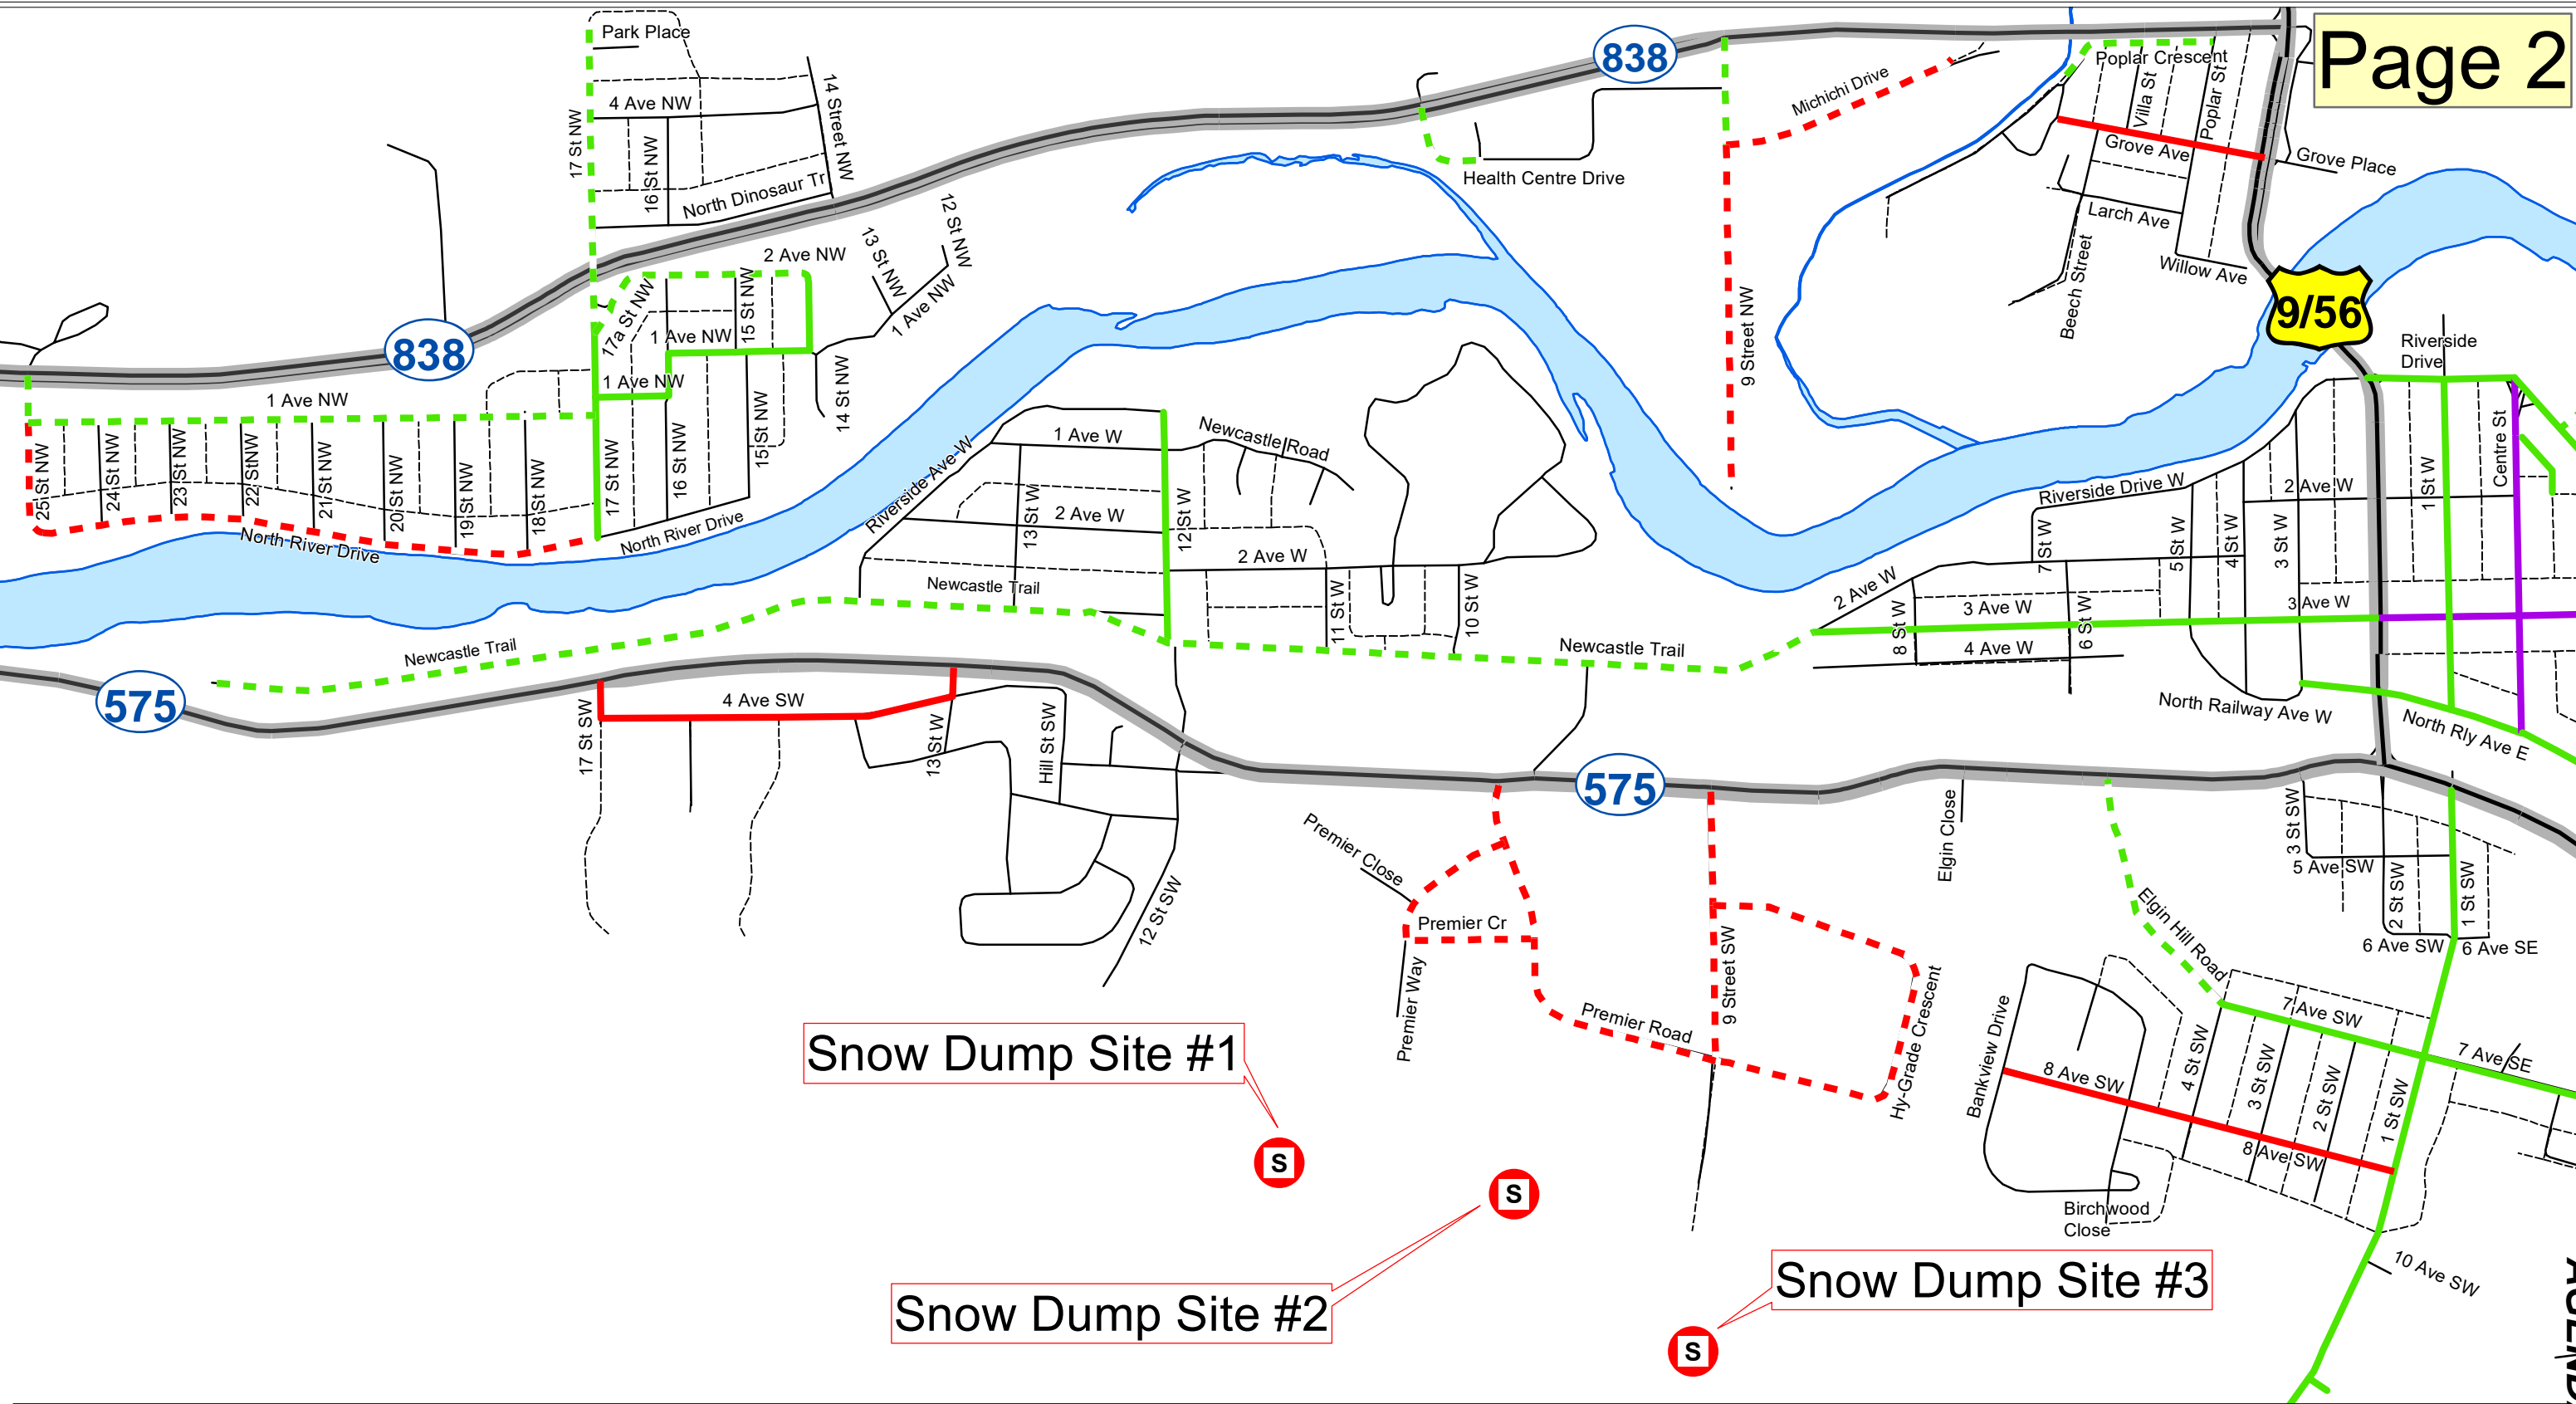 Page 2
Park Place
838
Poplar Crescent
Michichi Drive
4 Ave NW
14 Street NW
17 St NW
16 St NW
Villa St
Poplar St
Grove Ave
Grove Place
North Dinosaur Tr
Health Centre Drive
Larch Ave
12 St NW
13 St NW
2 Ave NW
Beech Street
Willow Ave
9/56
17a St NW
15 St NW
1 Ave NW
1 Ave NW
9 Street NW
838
Riverside
Drive
1 Ave NW
1 Ave NW
14 St NW
25 St NW
24 St NW
23 St NW
22 StNW
21 St NW
20 St NW
19 St NW
18 St NW
17 St NW
16 St NW
15 St NW
North River Drive
North River Drive
Riverside Ave W
1 Ave W
Newcastle Road
13 St W
2 Ave W
12 St W
2 Ave W
Riverside Drive W
2 Ave W
1 St W
Centre St
7 St W
5 St W
4 St W
3 St W
Newcastle Trail
11 St W
10 St W
2 Ave W
3 Ave W
3 Ave W
8 St W
6 St W
4 Ave W
Newcastle Trail
Newcastle Trail
575
4 Ave SW
17 St SW
13 St W
Hill St SW
North Railway Ave W
North Rly Ave E
575
Premier Close
Elgin Close
3 St SW
5 Ave SW
2 St SW
1 St SW
12 St SW
Premier Cr
Elgin Hill Road
6 Ave SW
6 Ave SE
Premier Way
9 Street SW
Premier Road
Hy-Grade Crescent
Bankview Drive
7 Ave SW
7 Ave SE
Snow Dump Site #1
4 St SW
3 St SW
2 St SW
1 St SW
8 Ave SW
8 Ave SW
S
S
Birchwood
Close
Snow Dump Site #2
Snow Dump Site #3
10 Ave SW
S